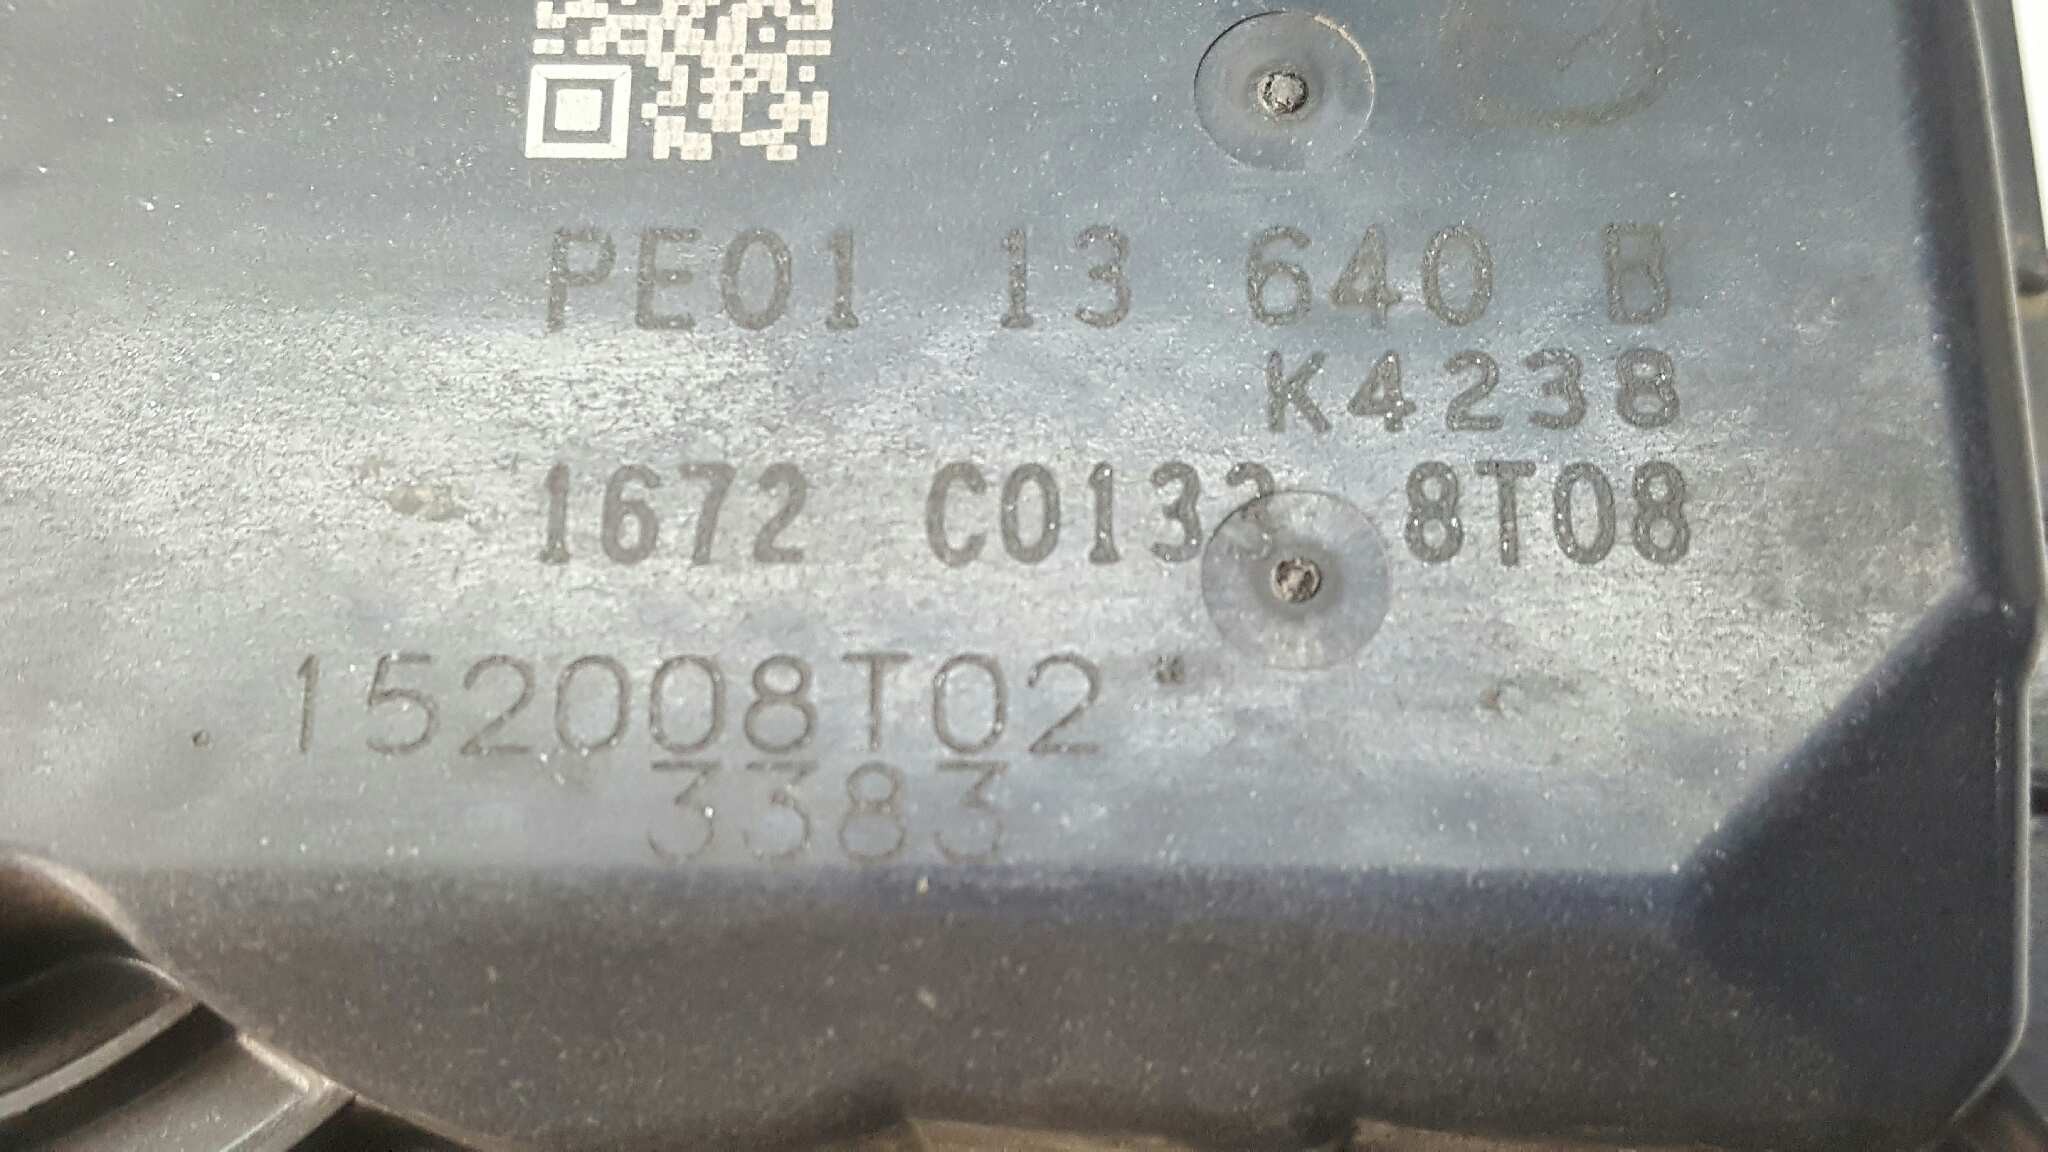 PE01 13 640 B
K4238
1672 C0133 8T08
152008T02
3383